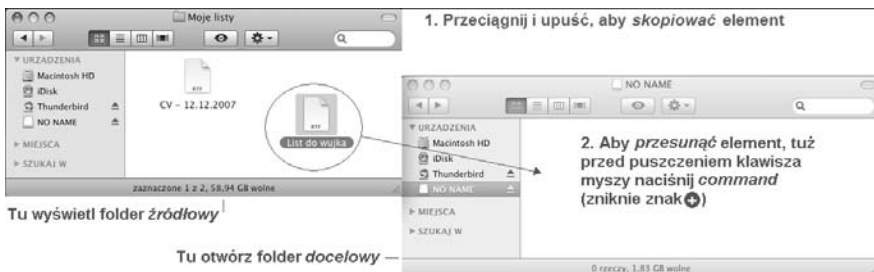 Moje listy
1. Przeciągnij i upuść, aby skopiować element
▼ URZĄDZENIA
Macintosh HD
iDisk
Thunderbird
NO NAME
▶ MIEJSCA
▶ SZUKAJ W
RTF
CV – 12.12.2007
RTF
List do wujka
zaznaczone 1 z 2, 58,94 GB wolne
Tu wyświetl folder źródłowy
NO NAME
▼ URZĄDZENIA
Macintosh HD
iDisk
Thunderbird
NO NAME
▶ MIEJSCA
▶ SZUKAJ W
2. Aby przesunąć element, tuż
przed puszczeniem klawisza
myszy naciśnij command
(zniknie znak +)
Tu otwórz folder docelowy
0 rzeczy, 1,83 GB wolne